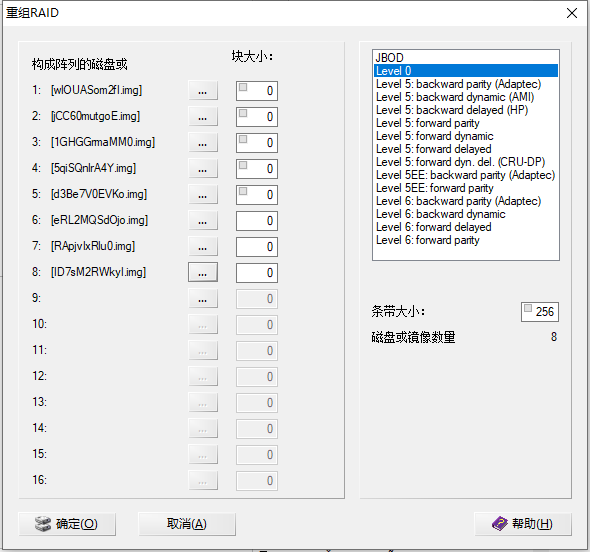 重组RAID
构成阵列的磁盘或
块大小：
1: [wlOUASom2fl.img] ... 0
2: [jCC60mutgoE.img] ... 0
3: [1GHGGrmaMM0.img] ... 0
4: [5qiSQnlrA4Y.img] ... 0
5: [d3Be7V0EVKo.img] ... 0
6: [eRL2MQSdOjo.img] ... 0
7: [RApjvlxRlu0.img] ... 0
8: [ID7sM2RWkyI.img] ... 0
9: ... 0
10: ... 0
11: ... 0
12: ... 0
13: ... 0
14: ... 0
15: ... 0
16: ... 0
JBOD
Level 0
Level 5: backward parity (Adaptec)
Level 5: backward dynamic (AMI)
Level 5: backward delayed (HP)
Level 5: forward parity
Level 5: forward dynamic
Level 5: forward delayed
Level 5: forward dyn. del. (CRU-DP)
Level 5EE: backward parity (Adaptec)
Level 5EE: forward parity
Level 6: backward parity (Adaptec)
Level 6: backward dynamic
Level 6: forward delayed
Level 6: forward parity
条带大小： 256
磁盘或镜像数量 8
确定(O)
取消(A)
帮助(H)